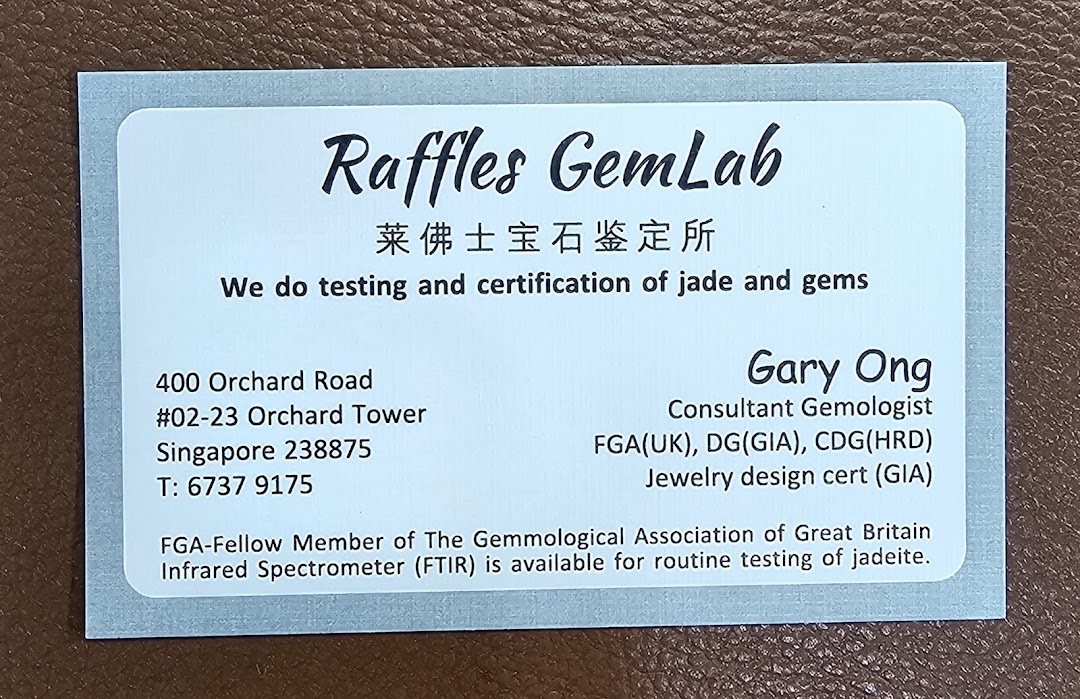 Raffles GemLab
莱佛士宝石鉴定所
We do testing and certification of jade and gems
400 Orchard Road
#02-23 Orchard Tower
Singapore 238875
T: 6737 9175
Gary Ong
Consultant Gemologist
FGA(UK), DG(GIA), CDG(HRD)
Jewelry design cert (GIA)
FGA-Fellow Member of The Gemmological Association of Great Britain
Infrared Spectrometer (FTIR) is available for routine testing of jadeite.